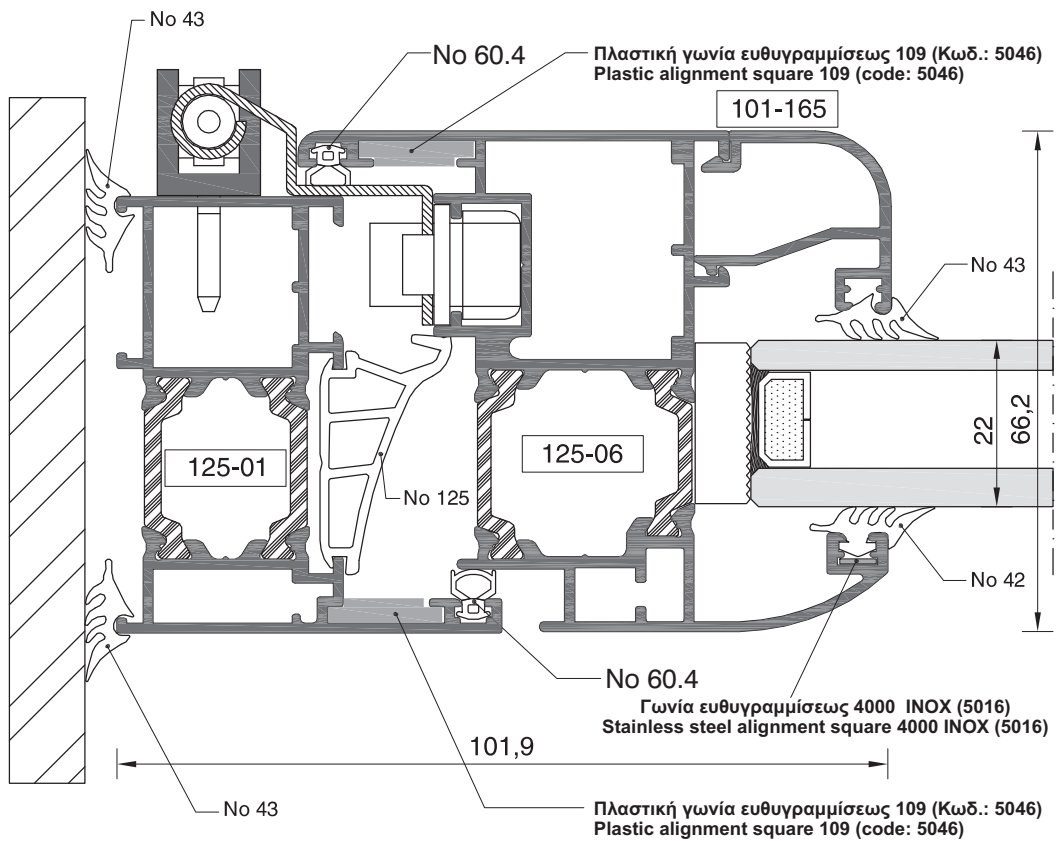 No 43
No 60.4
Πλαστική γωνία ευθυγραμμίσεως 109 (Κωδ.: 5046)
Plastic alignment square 109 (code: 5046)
101-165
No 43
22
66,2
125-01
125-06
No 125
No 42
No 60.4
Γωνία ευθυγραμμίσεως 4000 INOX (5016)
Stainless steel alignment square 4000 INOX (5016)
101,9
No 43
Πλαστική γωνία ευθυγραμμίσεως 109 (Κωδ.: 5046)
Plastic alignment square 109 (code: 5046)